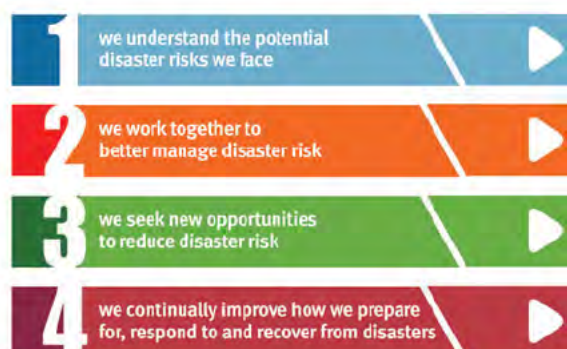 1
we understand the potential
disaster risks we face
2
we work together to
better manage disaster risk
3
we seek new opportunities
to reduce disaster risk
4
we continually improve how we prepare
for, respond to and recover from disasters